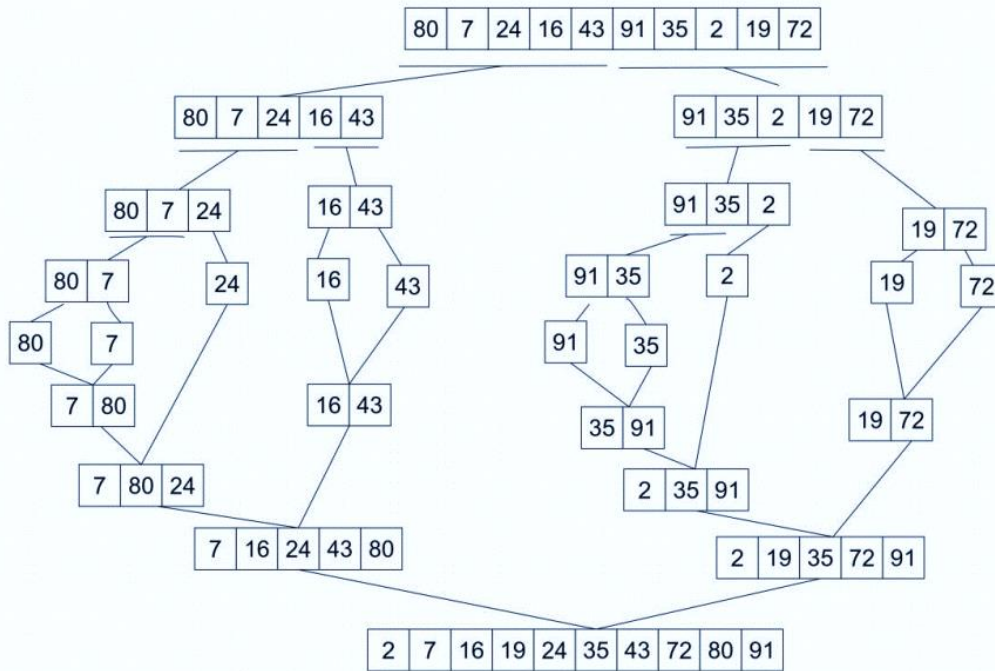 80 7 24 16 43 91 35 2 19 72
80 7 24 16 43
91 35 2 19 72
80 7 24
16 43
91 35 2
19 72
80 7
24
16
43
91 35
2
19
72
80
7
91
35
7 80
16 43
35 91
19 72
7 80 24
2 35 91
7 16 24 43 80
2 19 35 72 91
2 7 16 19 24 35 43 72 80 91